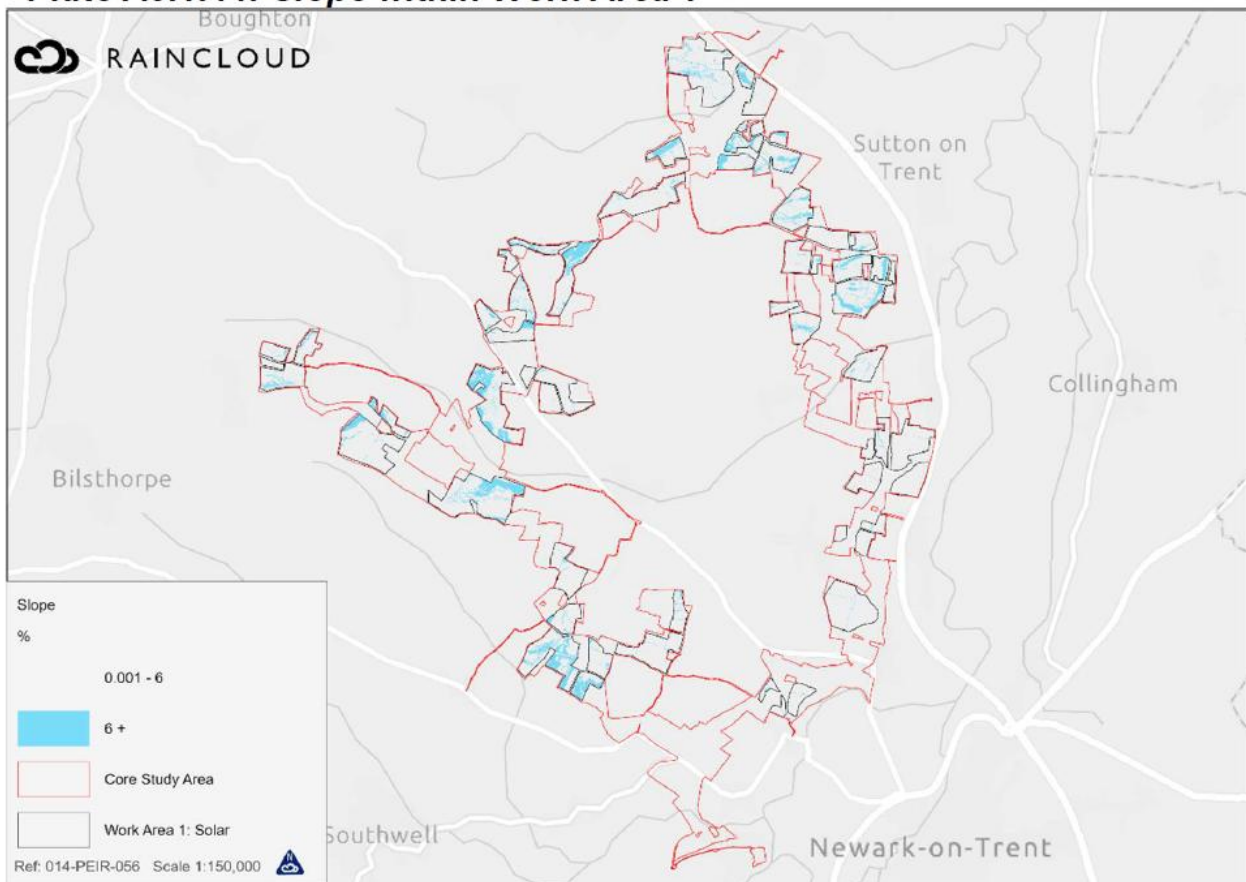 Boughton
RAINCLOUD
Sutton on
Trent
Collingham
Bilsthorpe
Slope
%
0.001 - 6
6 +
Core Study Area
Work Area 1: Solar
Ref: 014-PEIR-056 Scale 1:150,000
N
Southwell
Newark-on-Trent